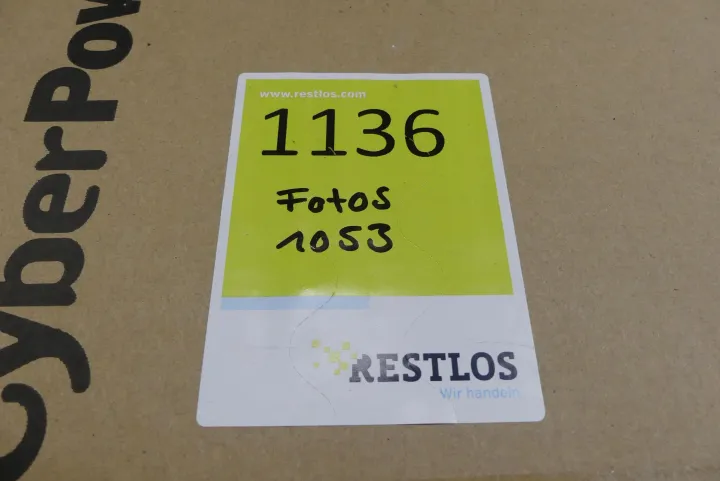 CyberPow
www.restlos.com
1136
Fotos
1053
RESTLOS
Wir handeln